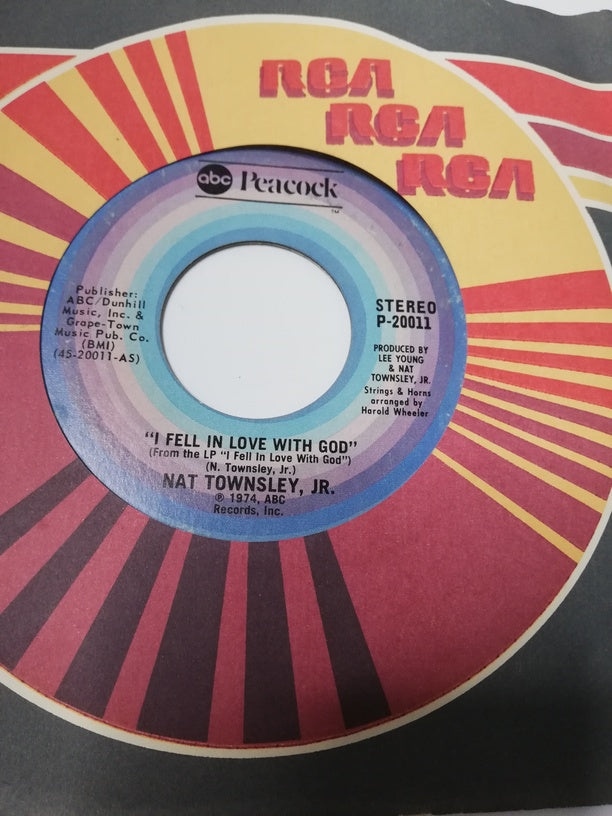 RCA
RCA
RCA
abc Peacock
TM
Publisher:
ABC/Dunhill
Music, Inc. &
Grape-Town
Music Pub. Co.
(BMI)
(45-20011-AS)
STEREO
P-20011
PRODUCED BY
LEE YOUNG
& NAT
TOWNSLEY, JR.
Strings & Horns
arranged by
Harold Wheeler
"I FELL IN LOVE WITH GOD"
(From the LP "I Fell In Love With God")
(N. Townsley, Jr.)
NAT TOWNSLEY, JR.
℗ 1974, ABC
Records, Inc.